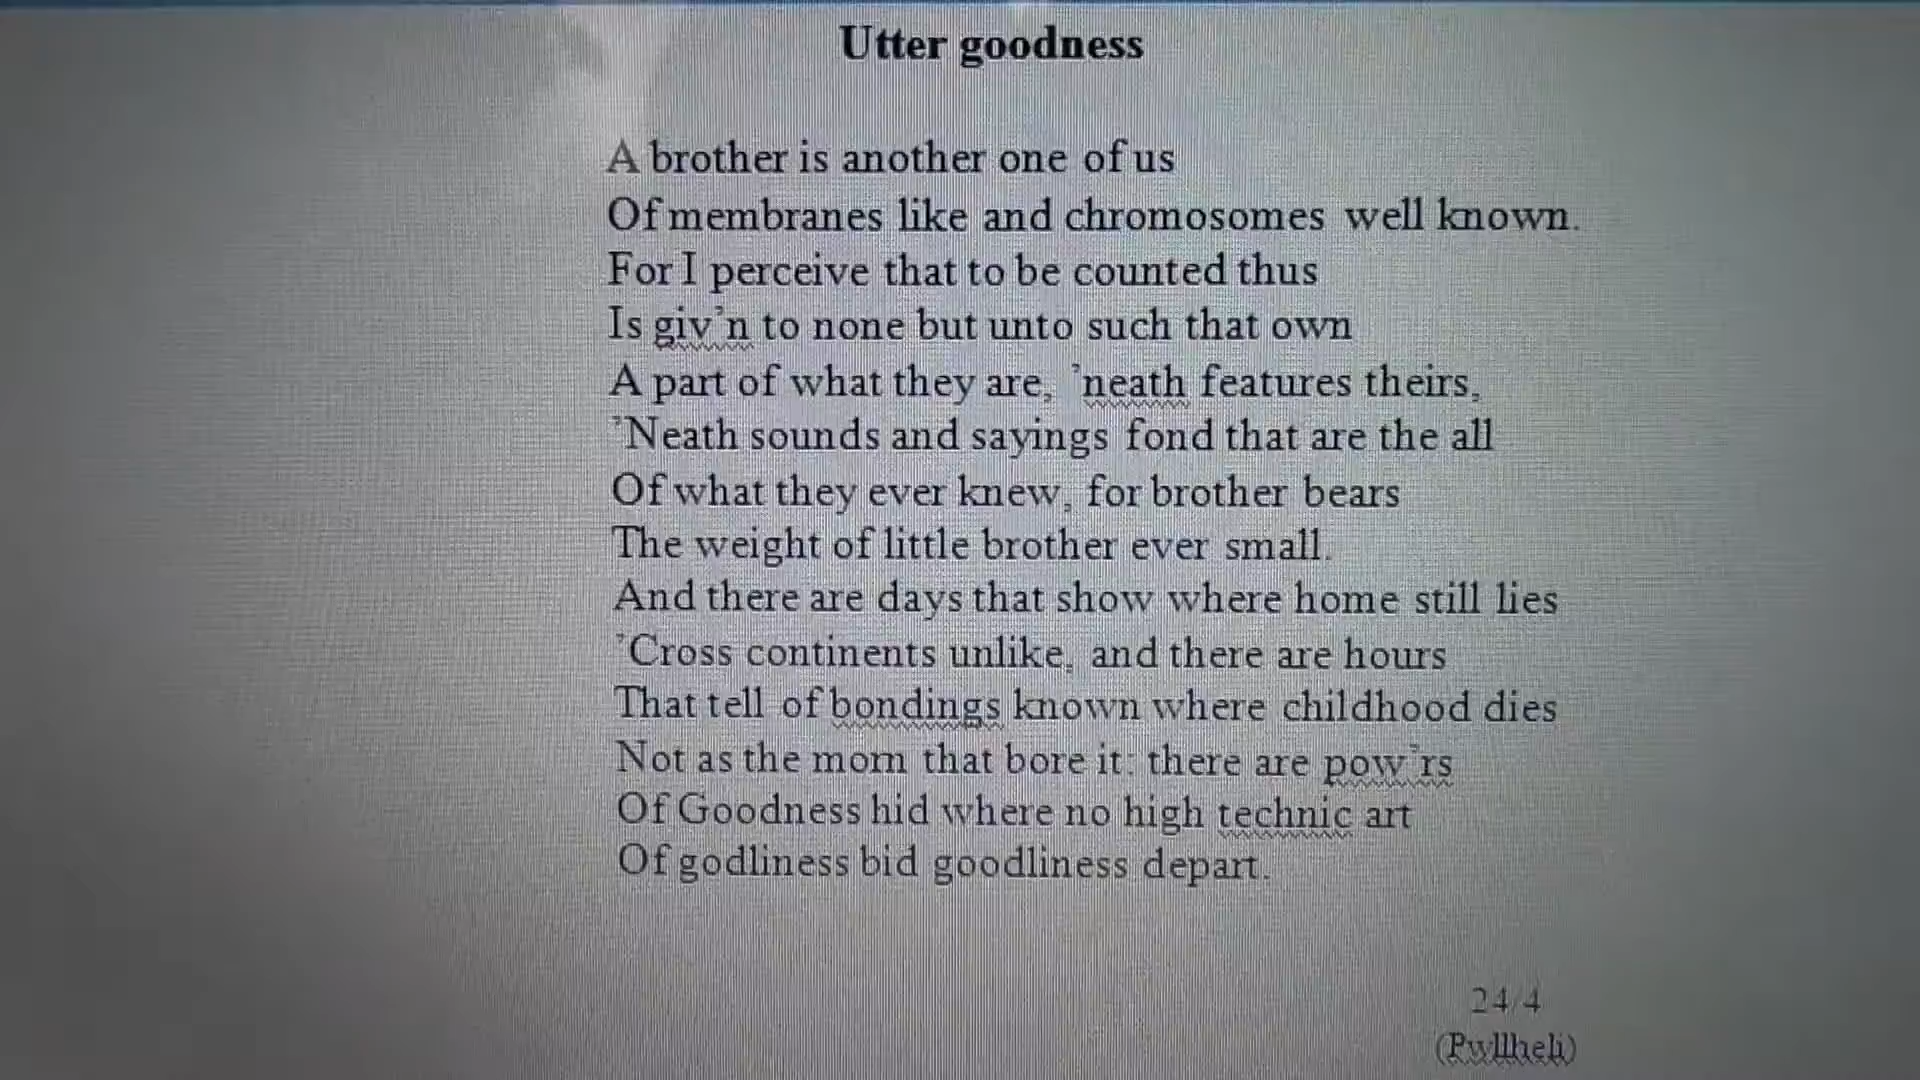 Utter goodness
A brother is another one of us
Of membranes like and chromosomes well known.
For I perceive that to be counted thus
Is giv'n to none but unto such that own
A part of what they are, 'neath features theirs,
'Neath sounds and sayings fond that are the all
Of what they ever knew, for brother bears
The weight of little brother ever small.
And there are days that show where home still lies
'Cross continents unlike, and there are hours
That tell of bondings known where childhood dies
Not as the morn that bore it: there are pow'rs
Of Goodness hid where no high technic art
Of godliness bid goodliness depart.
24/4
(Pwllheli)